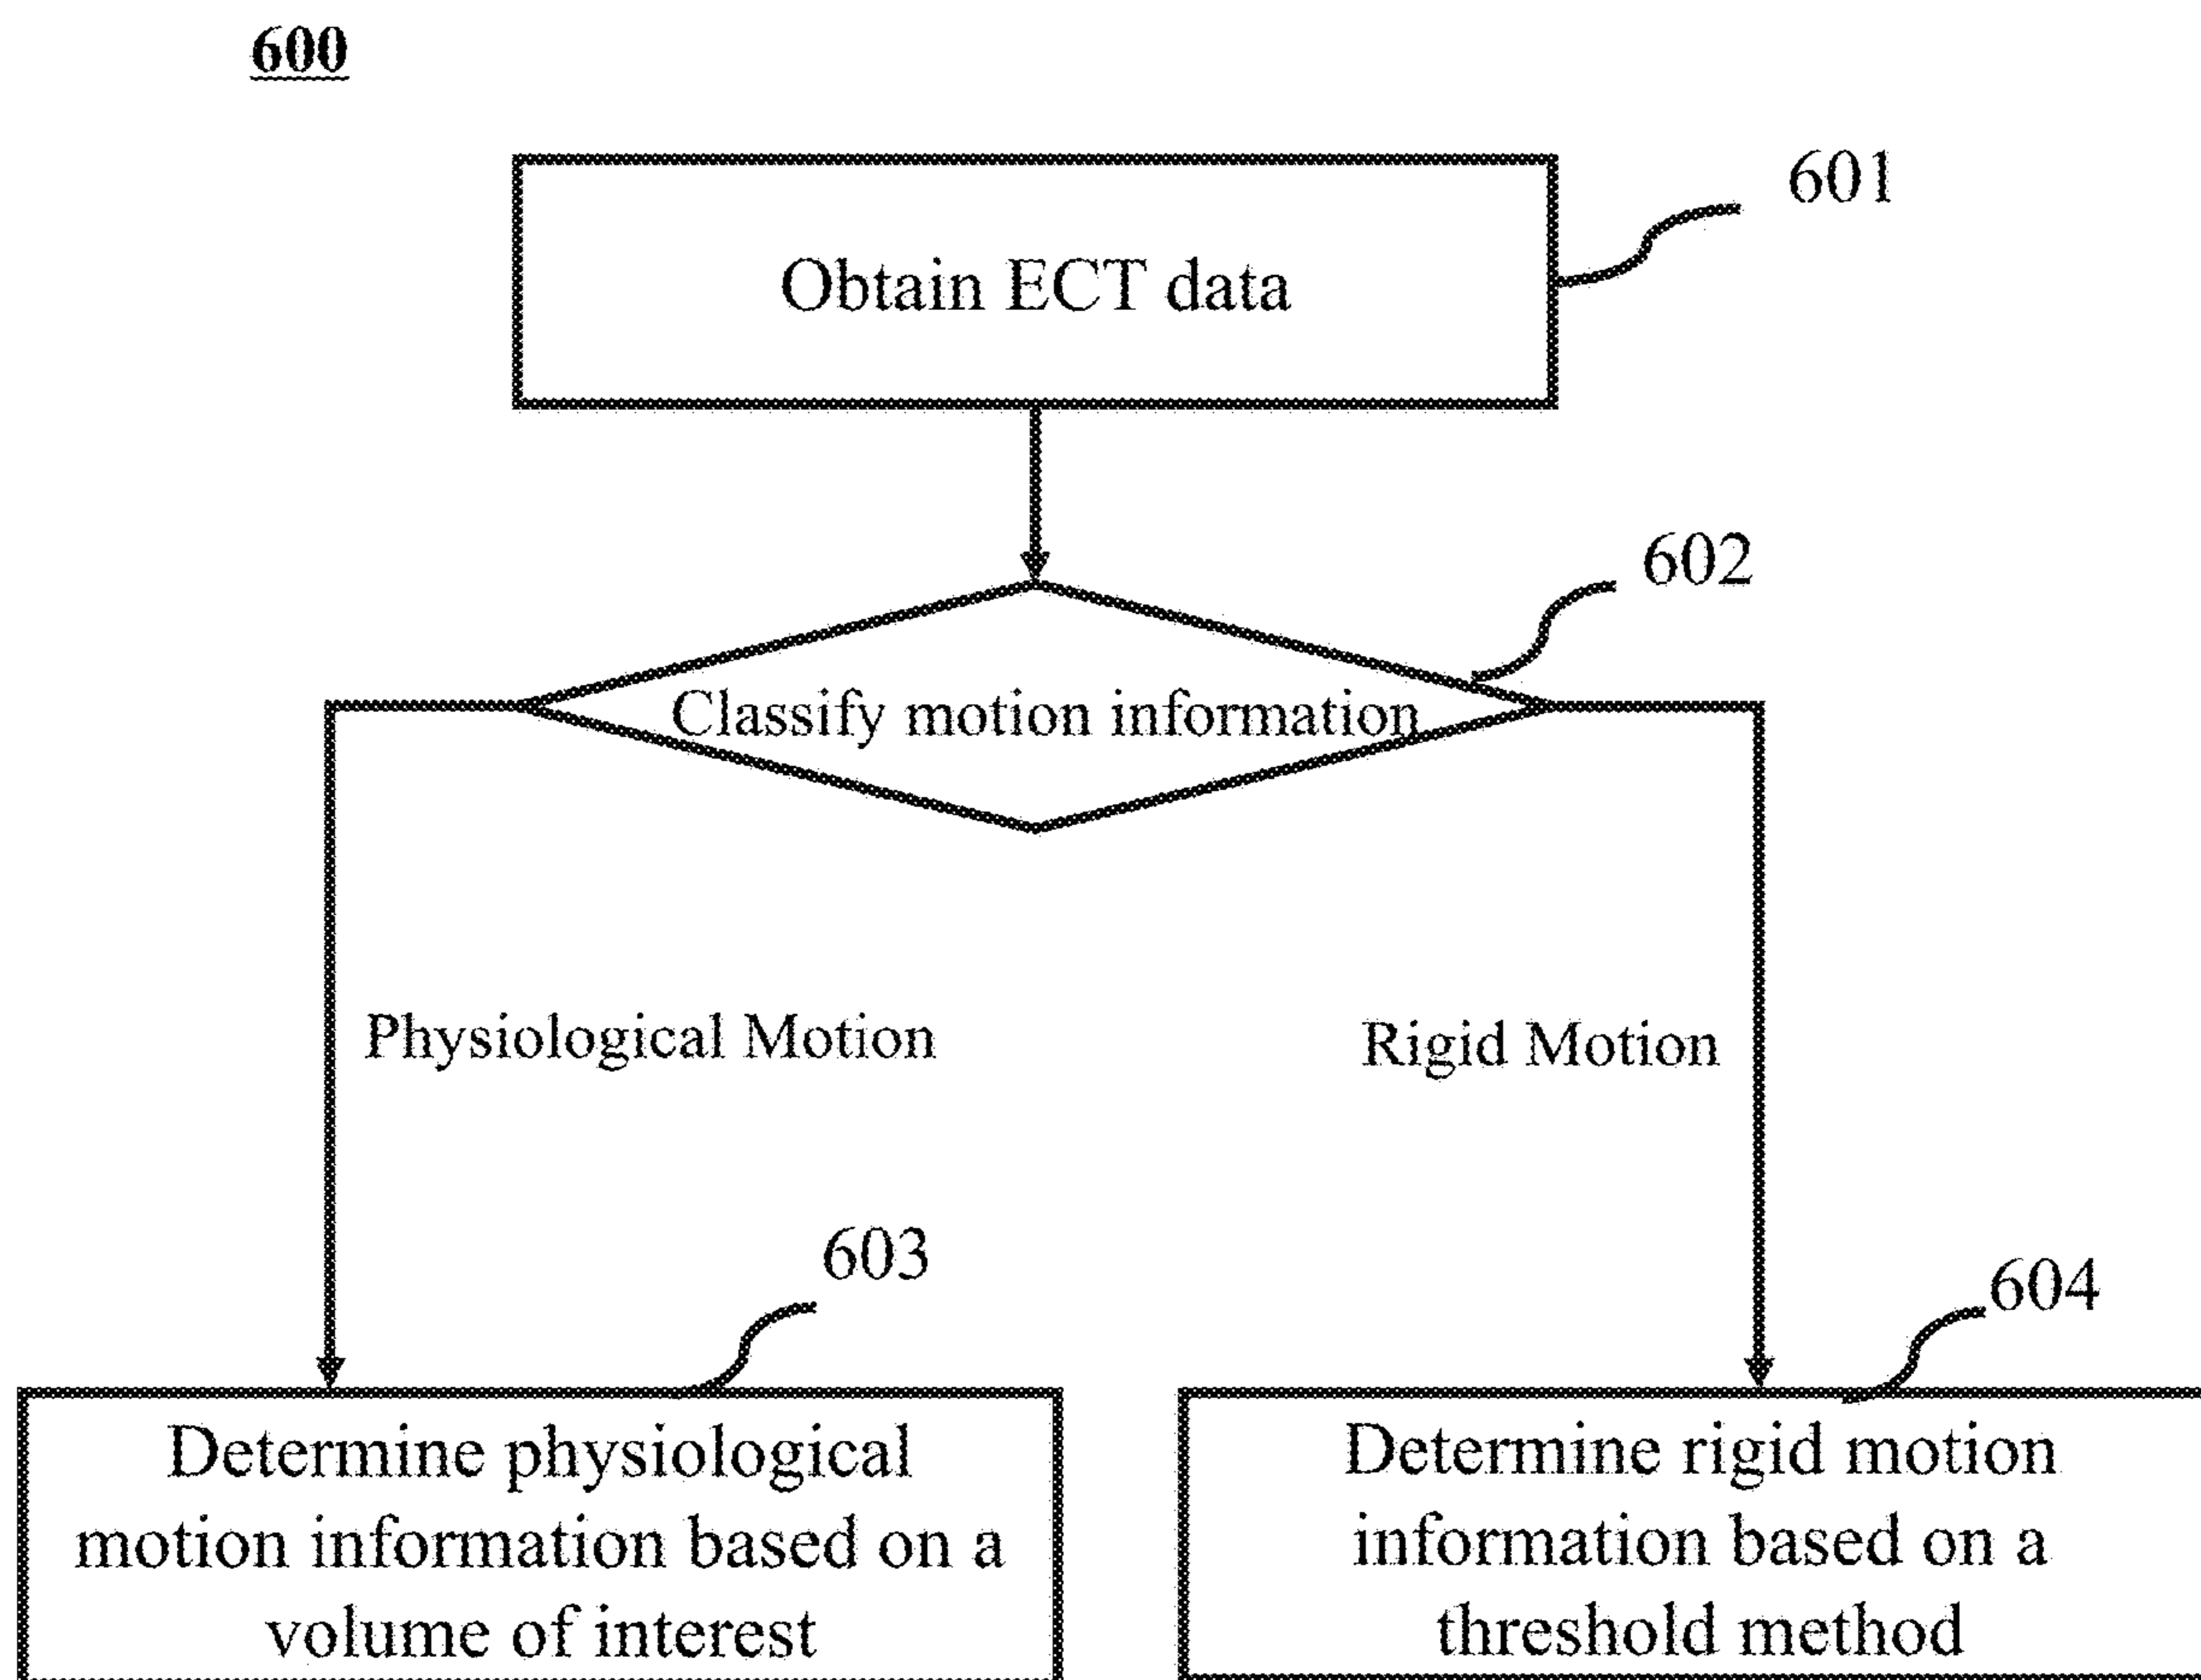 600
601
Obtain ECT data
602
Classify motion information
Physiological Motion
Rigid Motion
603
604
Determine physiological
motion information based on a
volume of interest
Determine rigid motion
information based on a
threshold method